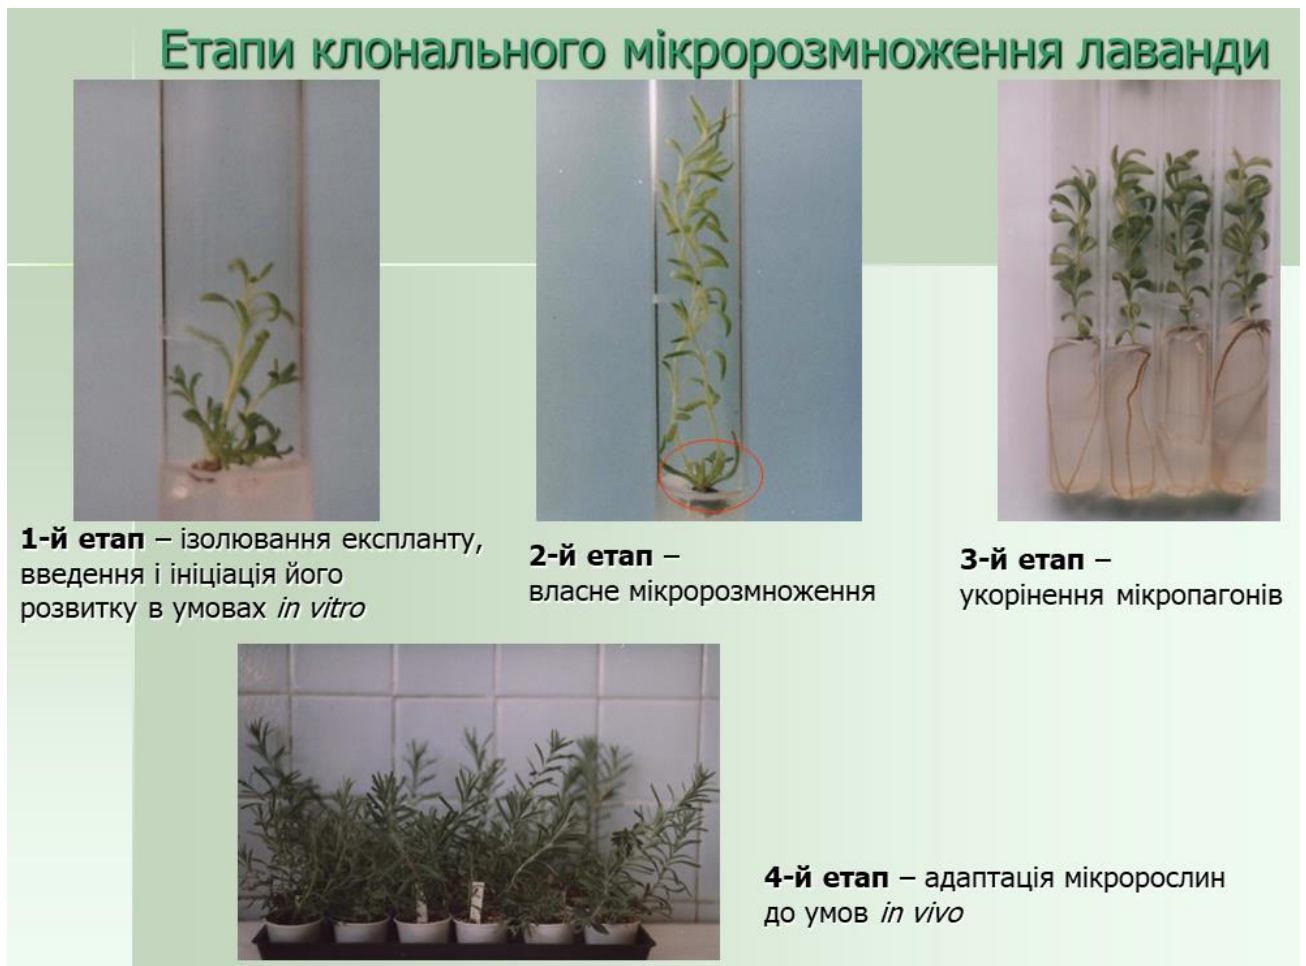 Етапи клонального мікророзмноження лаванди
1-й етап – ізолювання експланту,
введення і ініціація його
розвитку в умовах in vitro
2-й етап –
власне мікророзмноження
3-й етап –
укорінення мікропагонів
4-й етап – адаптація мікророслин
до умов in vivo